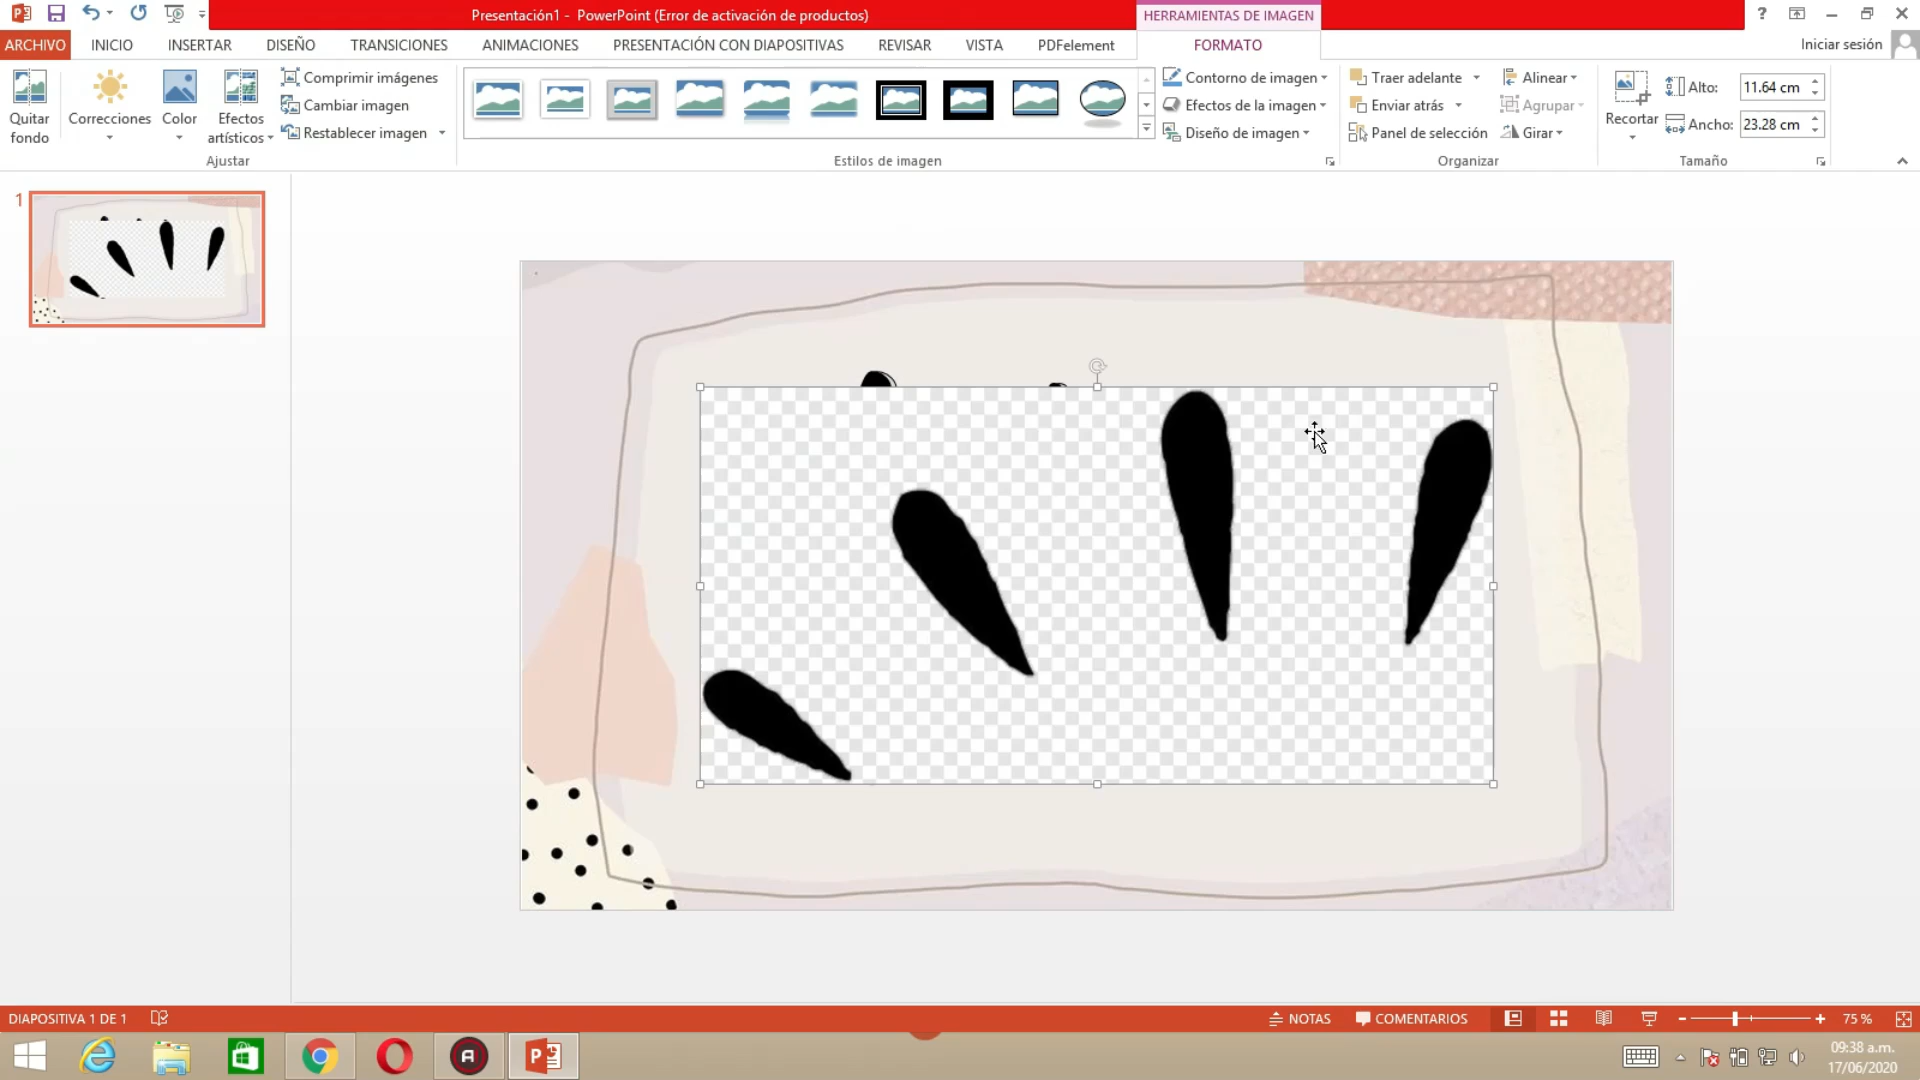 Presentación1 - PowerPoint (Error de activación de productos)
HERRAMIENTAS DE IMAGEN
?
ARCHIVO INICIO INSERTAR DISEÑO TRANSICIONES ANIMACIONES PRESENTACIÓN CON DIAPOSITIVAS REVISAR VISTA PDFelement FORMATO Iniciar sesión
Quitar fondo
Correcciones
Color
Efectos artísticos
Comprimir imágenes
Cambiar imagen
Restablecer imagen
Ajustar
Estilos de imagen
Contorno de imagen
Efectos de la imagen
Diseño de imagen
Traer adelante
Enviar atrás
Panel de selección
Alinear
Agrupar
Girar
Organizar
Recortar
Alto: 11.64 cm
Ancho: 23.28 cm
Tamaño
1
DIAPOSITIVA 1 DE 1
NOTAS
COMENTARIOS
75 %
09:38 a.m.
17/06/2020